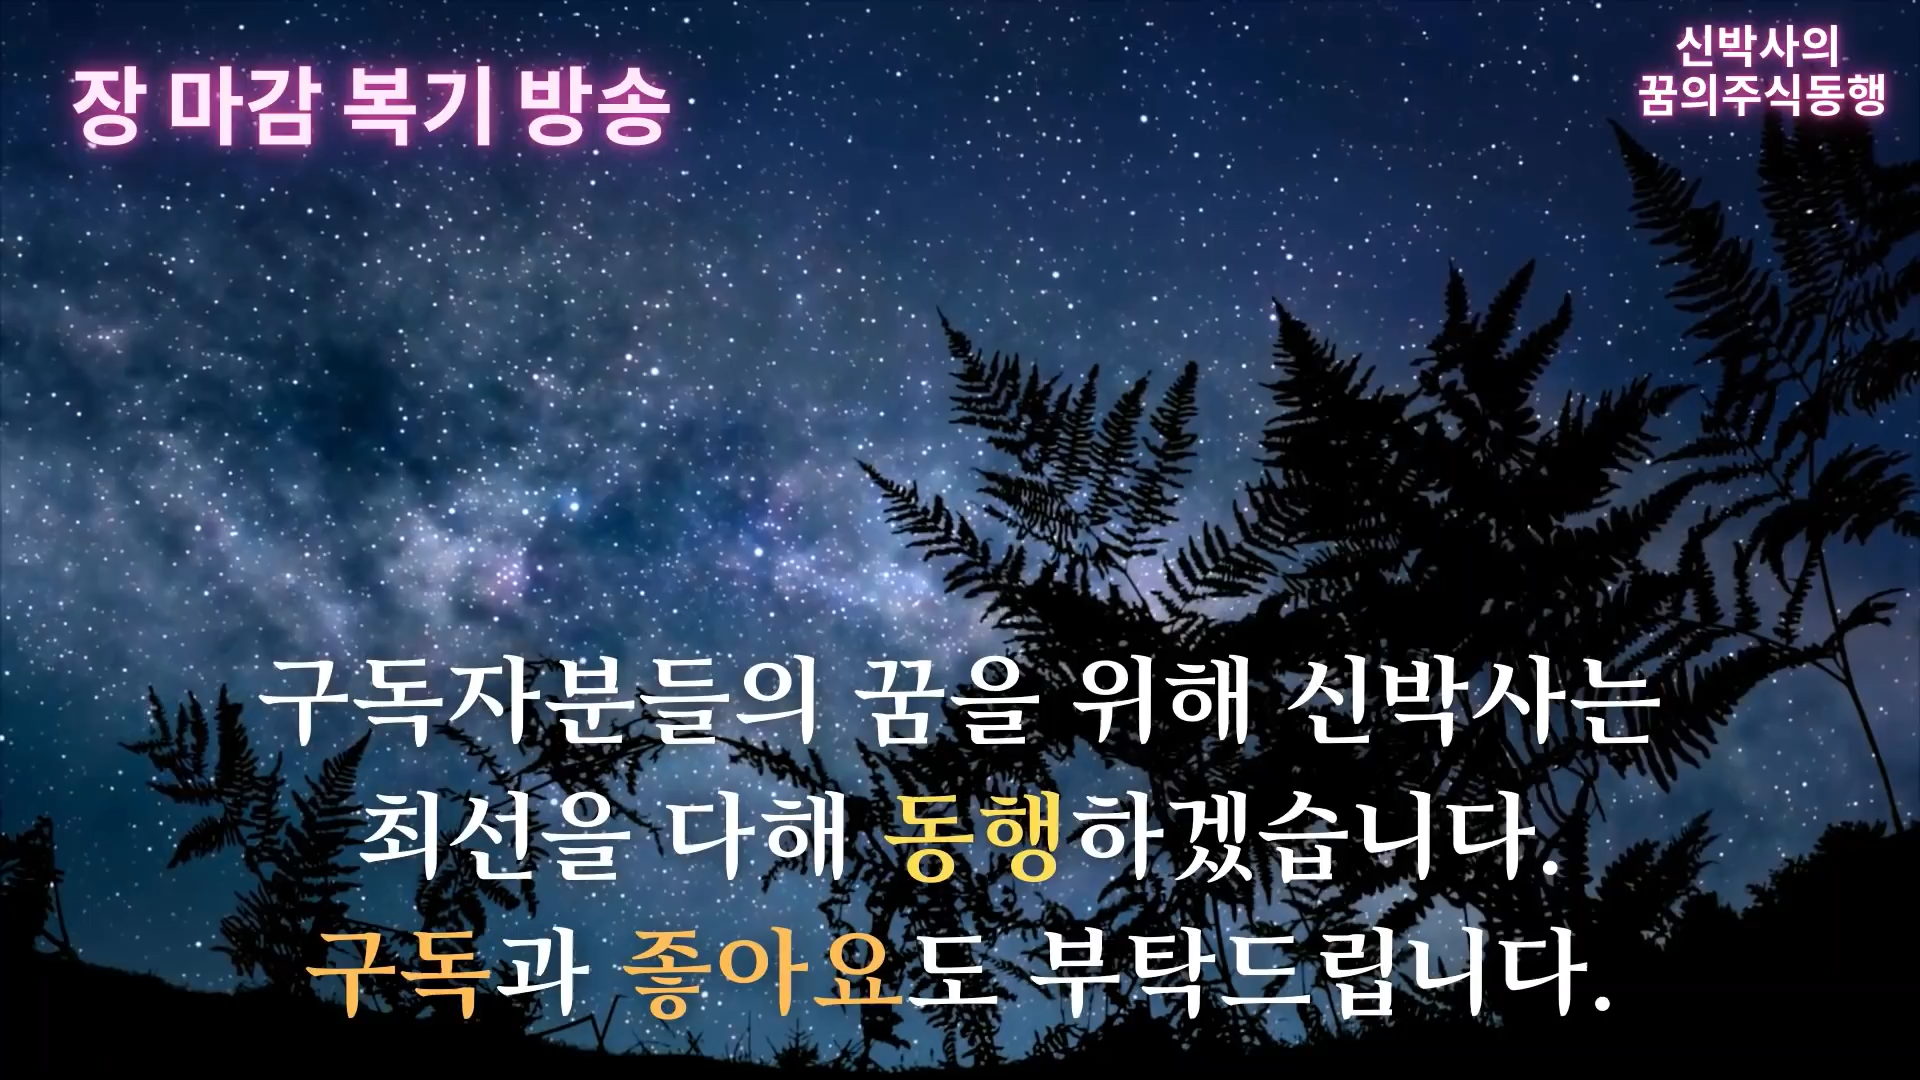 장 마감 복기 방송
신박사의
꿈의주식동행
구독자분들의 꿈을 위해 신박사는
최선을 다해 동행하겠습니다.
구독과 좋아요도 부탁드립니다.